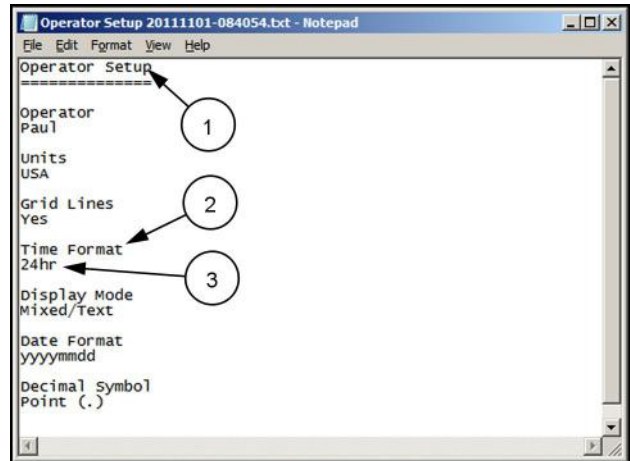 Operator Setup 20111101-084054.txt - Notepad
File Edit Format View Help
Operator Setup
==============
Operator
Paul
1
Units
USA
Grid Lines
Yes
2
Time Format
24hr
3
Display Mode
Mixed/Text
Date Format
yyyymmdd
Decimal Symbol
Point (.)